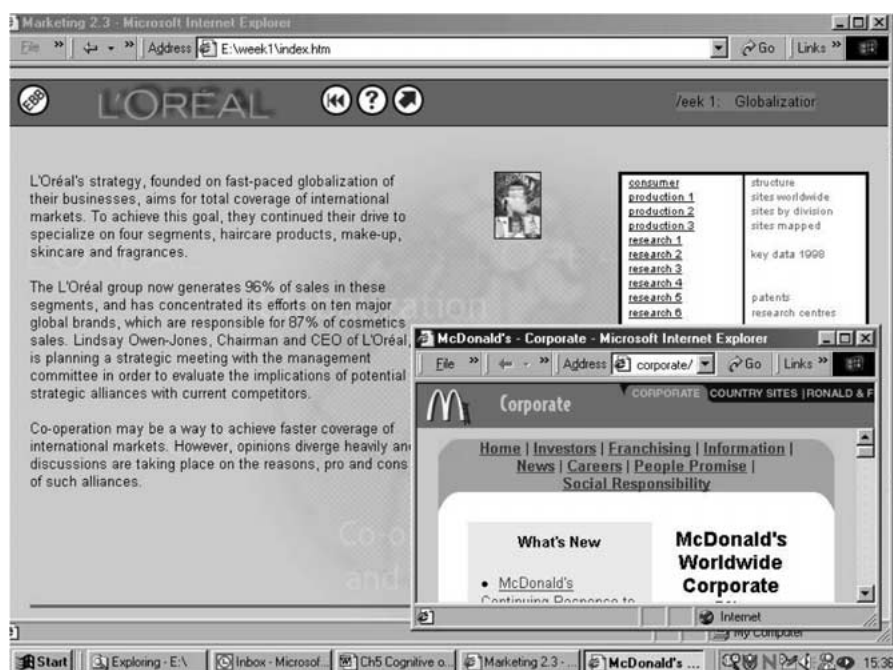 Marketing 2.3 - Microsoft Internet Explorer
File » Address E:\week1\index.htm Go Links »
EBB L'ORÉAL ? /eek 1: Globalization
L'Oréal's strategy, founded on fast-paced globalization of
their businesses, aims for total coverage of international
markets. To achieve this goal, they continued their drive to
specialize on four segments, haircare products, make-up,
skincare and fragrances.
The L'Oréal group now generates 96% of sales in these
segments, and has concentrated its efforts on ten major
global brands, which are responsible for 87% of cosmetics
sales. Lindsay Owen-Jones, Chairman and CEO of L'Oréal,
is planning a strategic meeting with the management
committee in order to evaluate the implications of potential
strategic alliances with current competitors.
Co-operation may be a way to achieve faster coverage of
international markets. However, opinions diverge heavily and
discussions are taking place on the reasons, pro and cons
of such alliances.
consumer structure
production 1 sites worldwide
production 2 sites by division
production 3 sites mapped
research 1
research 2 key data 1998
research 3
research 4
research 5 patents
research 6 research centres
McDonald's - Corporate - Microsoft Internet Explorer
File » Address corporate/ Go Links »
Corporate CORPORATE COUNTRY SITES | RONALD & F
Home | Investors | Franchising | Information |
News | Careers | People Promise |
Social Responsibility
What's New
• McDonald's
Continuing Response to
McDonald's
Worldwide
Corporate
Internet
My Computer
Start Exploring - E:\ Inbox - Microsof... Ch5 Cognitive o... Marketing 2.3 - ... McDonald's ... 15:2